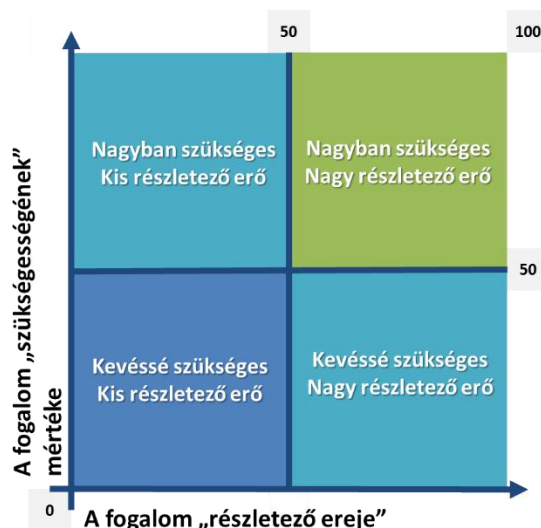 50
100
Nagyban szükséges
Kis részletező erő
Nagyban szükséges
Nagy részletező erő
50
Kevéssé szükséges
Kis részletező erő
Kevéssé szükséges
Nagy részletező erő
A fogalom „szükségességének”
mértéke
0
A fogalom „részletező ereje”